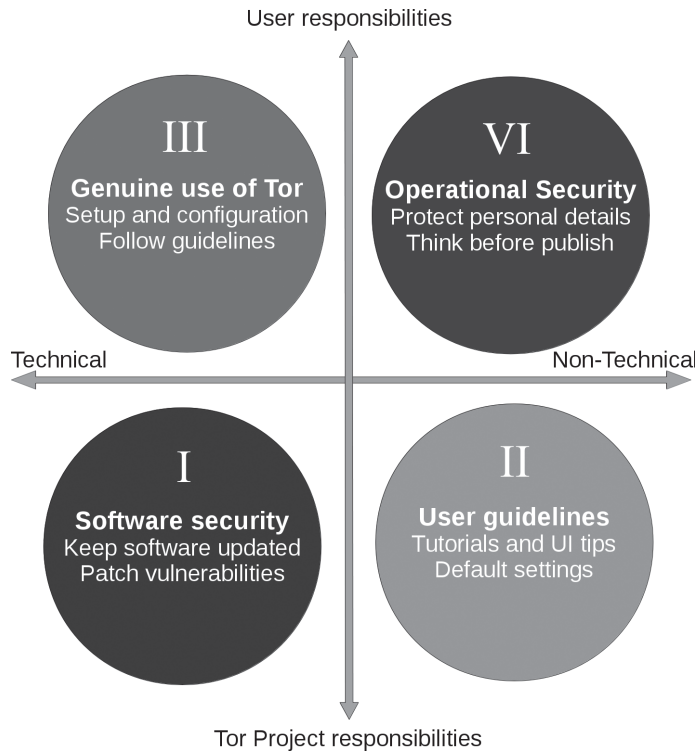 User responsibilities
III
Genuine use of Tor
Setup and configuration
Follow guidelines
VI
Operational Security
Protect personal details
Think before publish
Technical
Non-Technical
I
Software security
Keep software updated
Patch vulnerabilities
II
User guidelines
Tutorials and UI tips
Default settings
Tor Project responsibilities